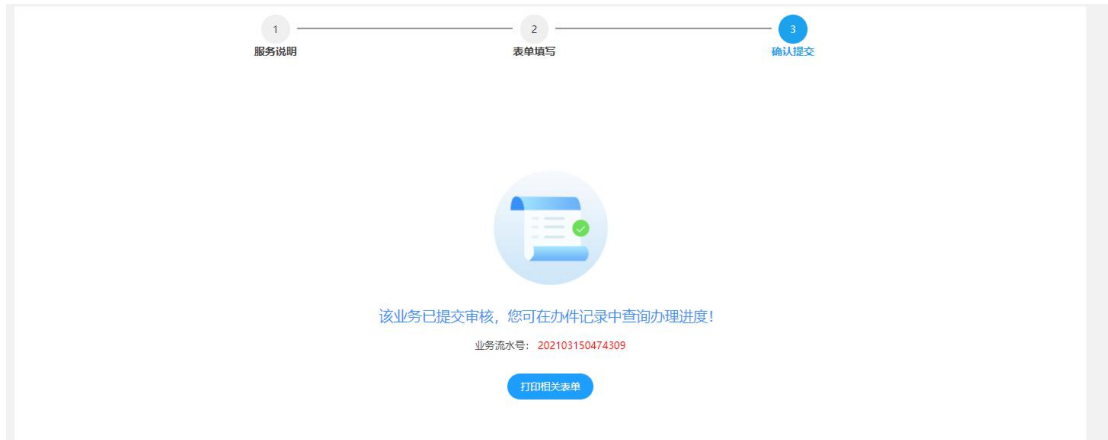 1
2
3
服务说明
表单填写
确认提交
该业务已提交审核，您可在办件记录中查询办理进度！
业务流水号： 202103150474309
打印相关表单